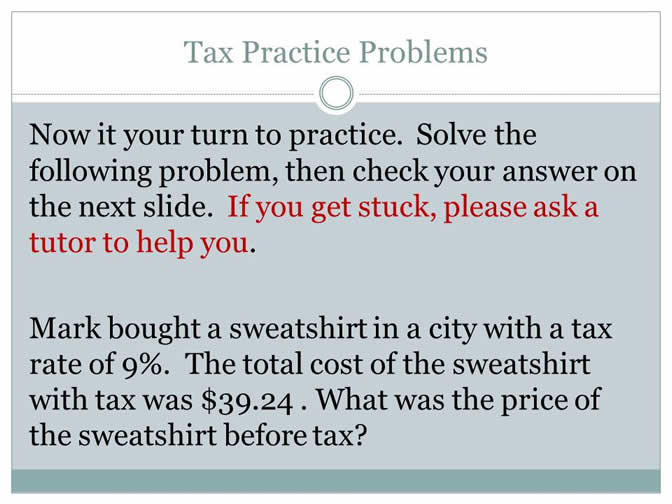 Tax Practice Problems
Now it your turn to practice. Solve the
following problem, then check your answer on
the next slide. If you get stuck, please ask a
tutor to help you.
Mark bought a sweatshirt in a city with a tax
rate of 9%. The total cost of the sweatshirt
with tax was $39.24 . What was the price of
the sweatshirt before tax?